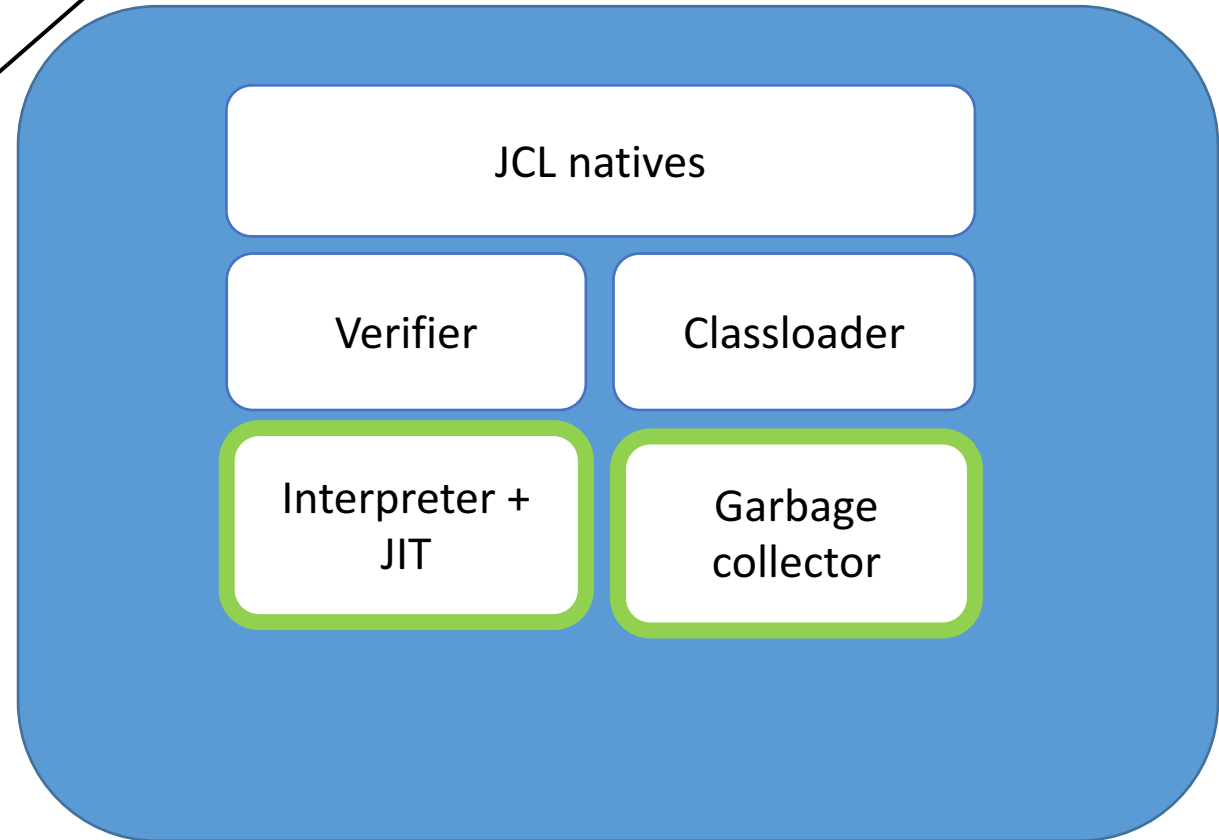 JCL natives
Verifier
Classloader
Interpreter +
JIT
Garbage
collector